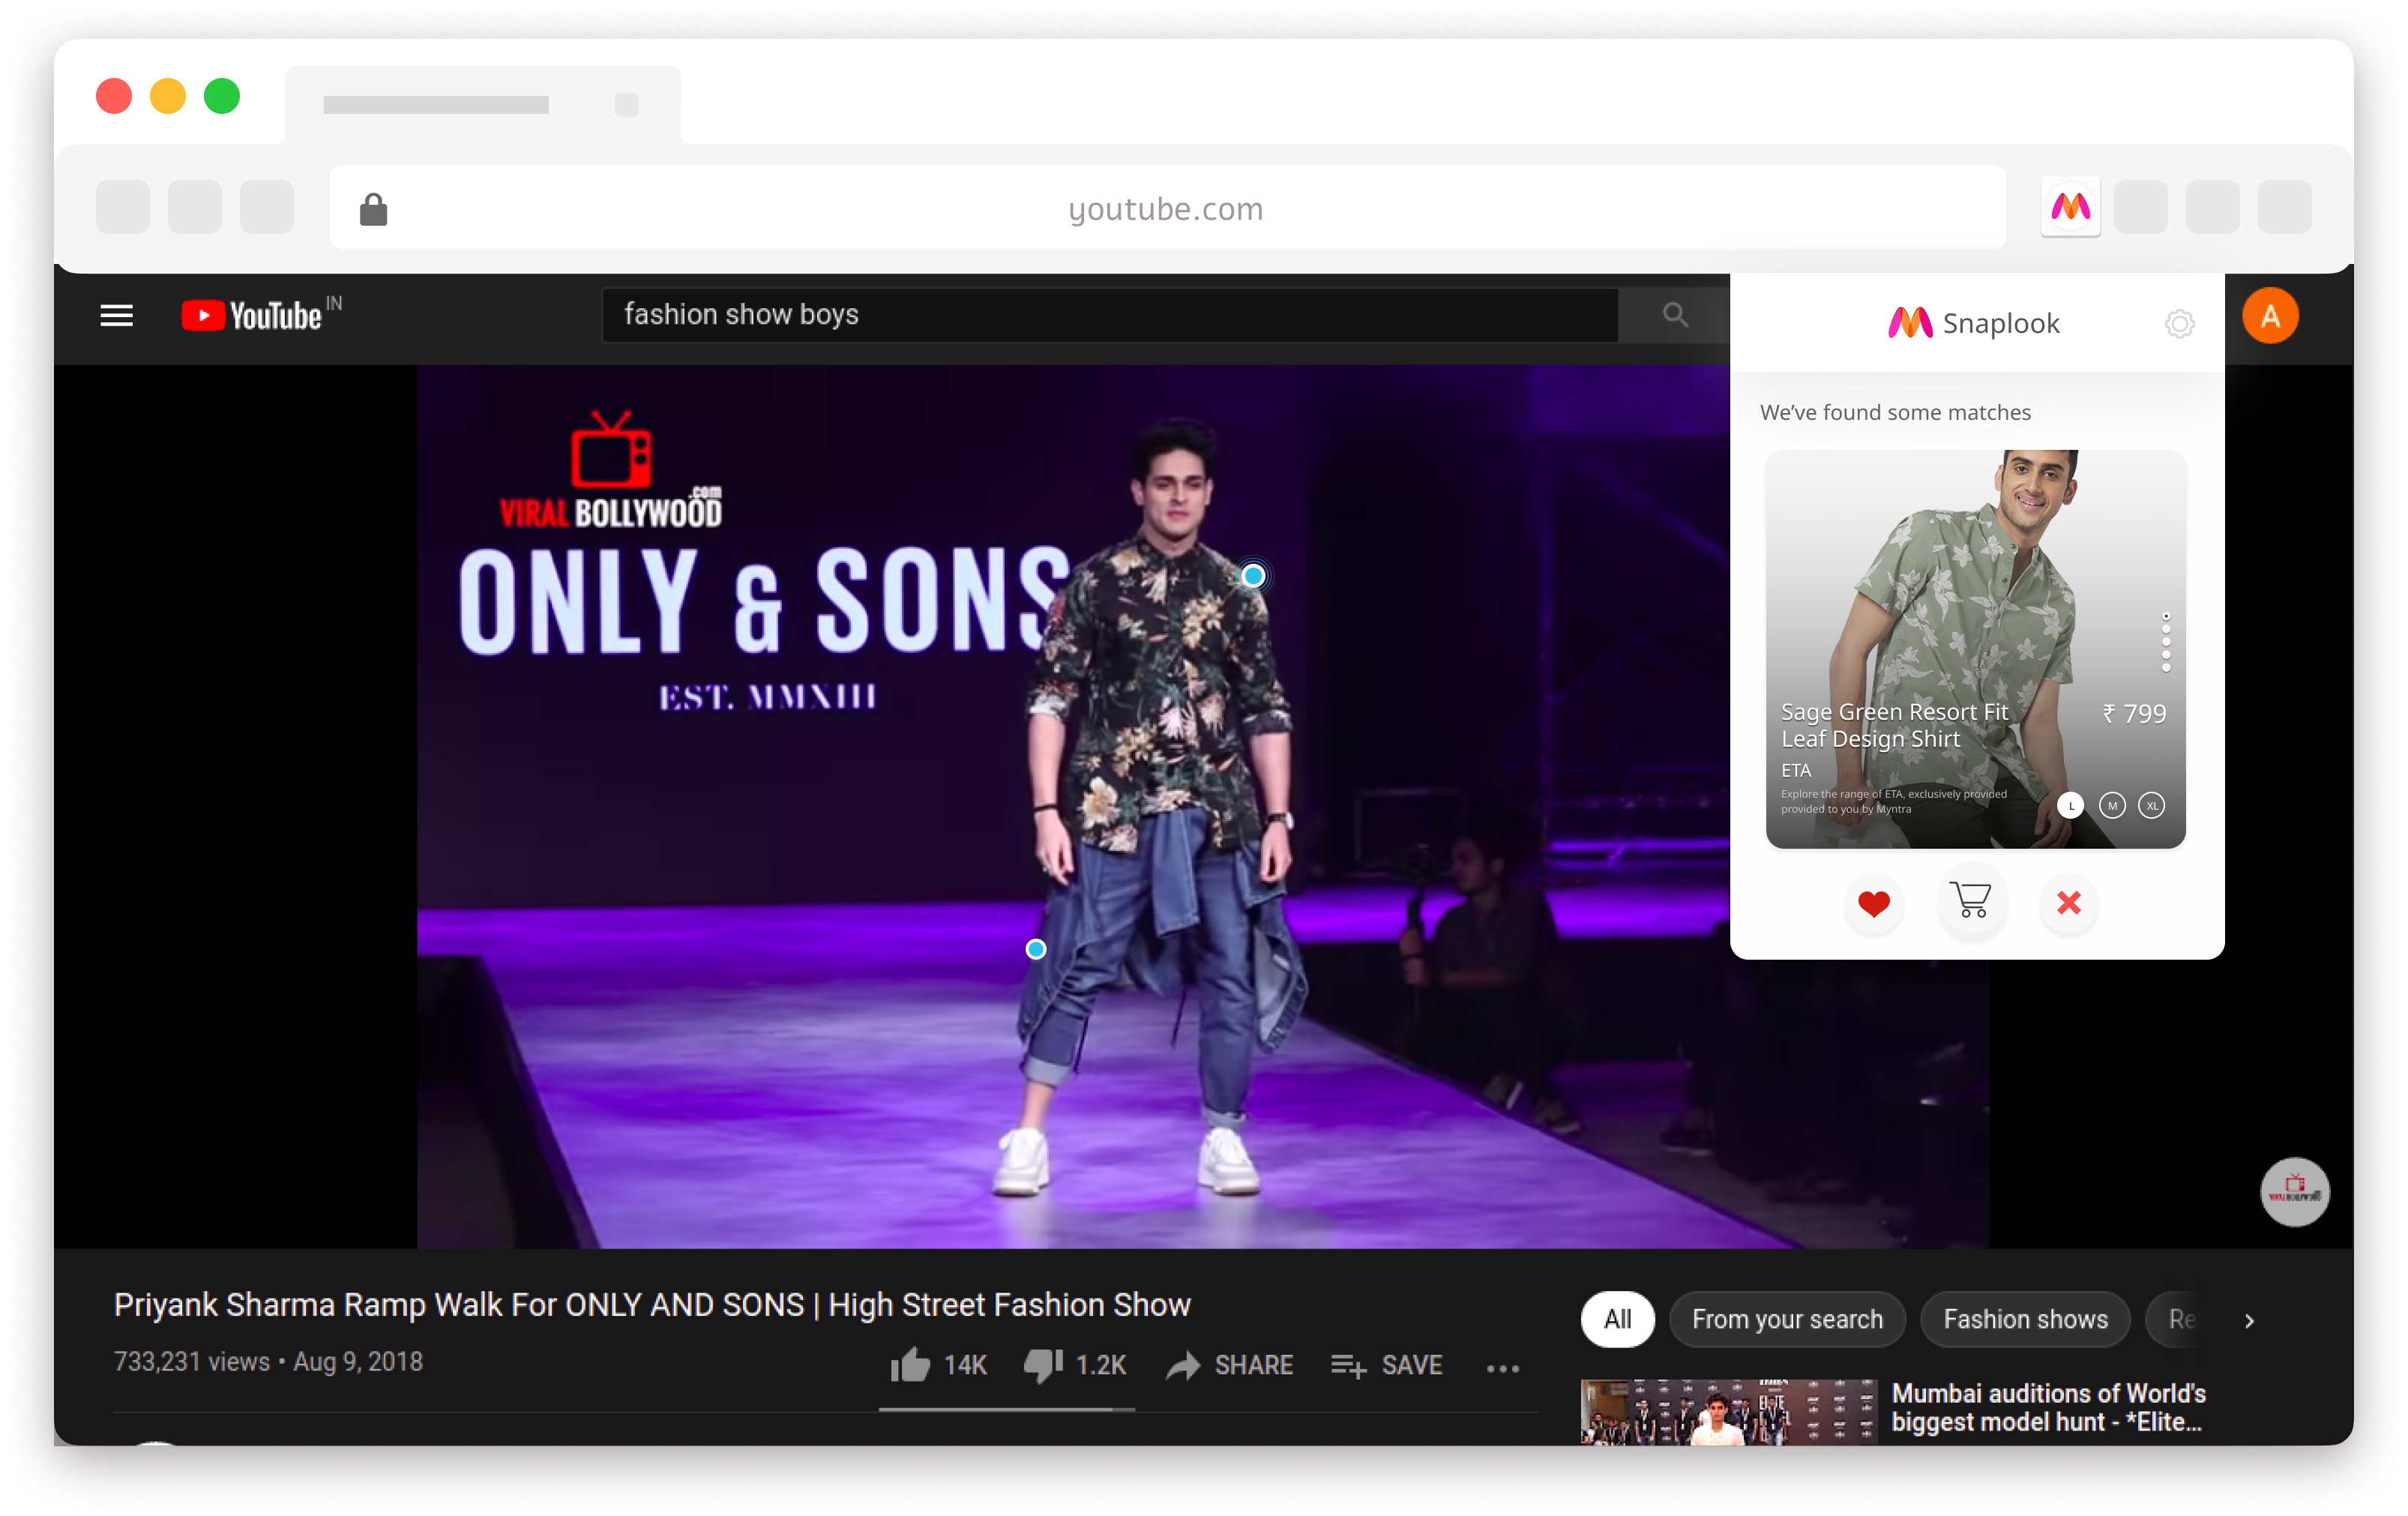 youtube.com
YouTube IN
fashion show boys
A
Snaplook
We've found some matches
VIRAL BOLLYWOOD
.com
ONLY & SONS
EST. MMXIII
Sage Green Resort Fit
Leaf Design Shirt
₹ 799
ETA
Explore the range of ETA, exclusively provided
provided to you by Myntra
L M XL
VIRAL BOLLYWOOD
Priyank Sharma Ramp Walk For ONLY AND SONS | High Street Fashion Show
733,231 views • Aug 9, 2018
14K 1.2K SHARE SAVE
All From your search Fashion shows Re
Mumbai auditions of World's
biggest model hunt - *Elite...
ELITE